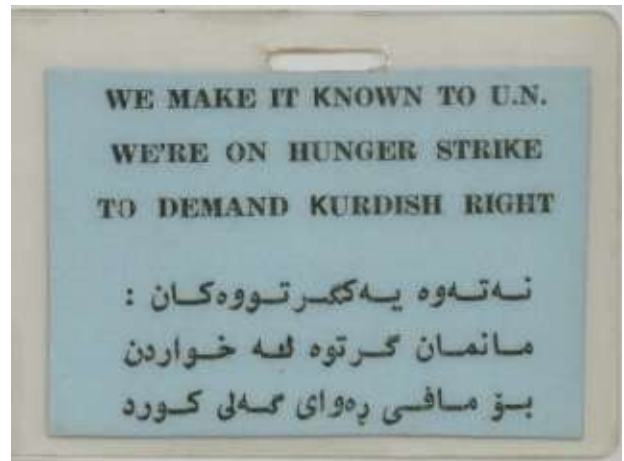 WE MAKE IT KNOWN TO U.N.
WE'RE ON HUNGER STRIKE
TO DEMAND KURDISH RIGHT
نەتەوە یەکگرتووەکان :
مانمان گرتوە لە خواردن
بۆ مافی ڕەوای گەلی کورد